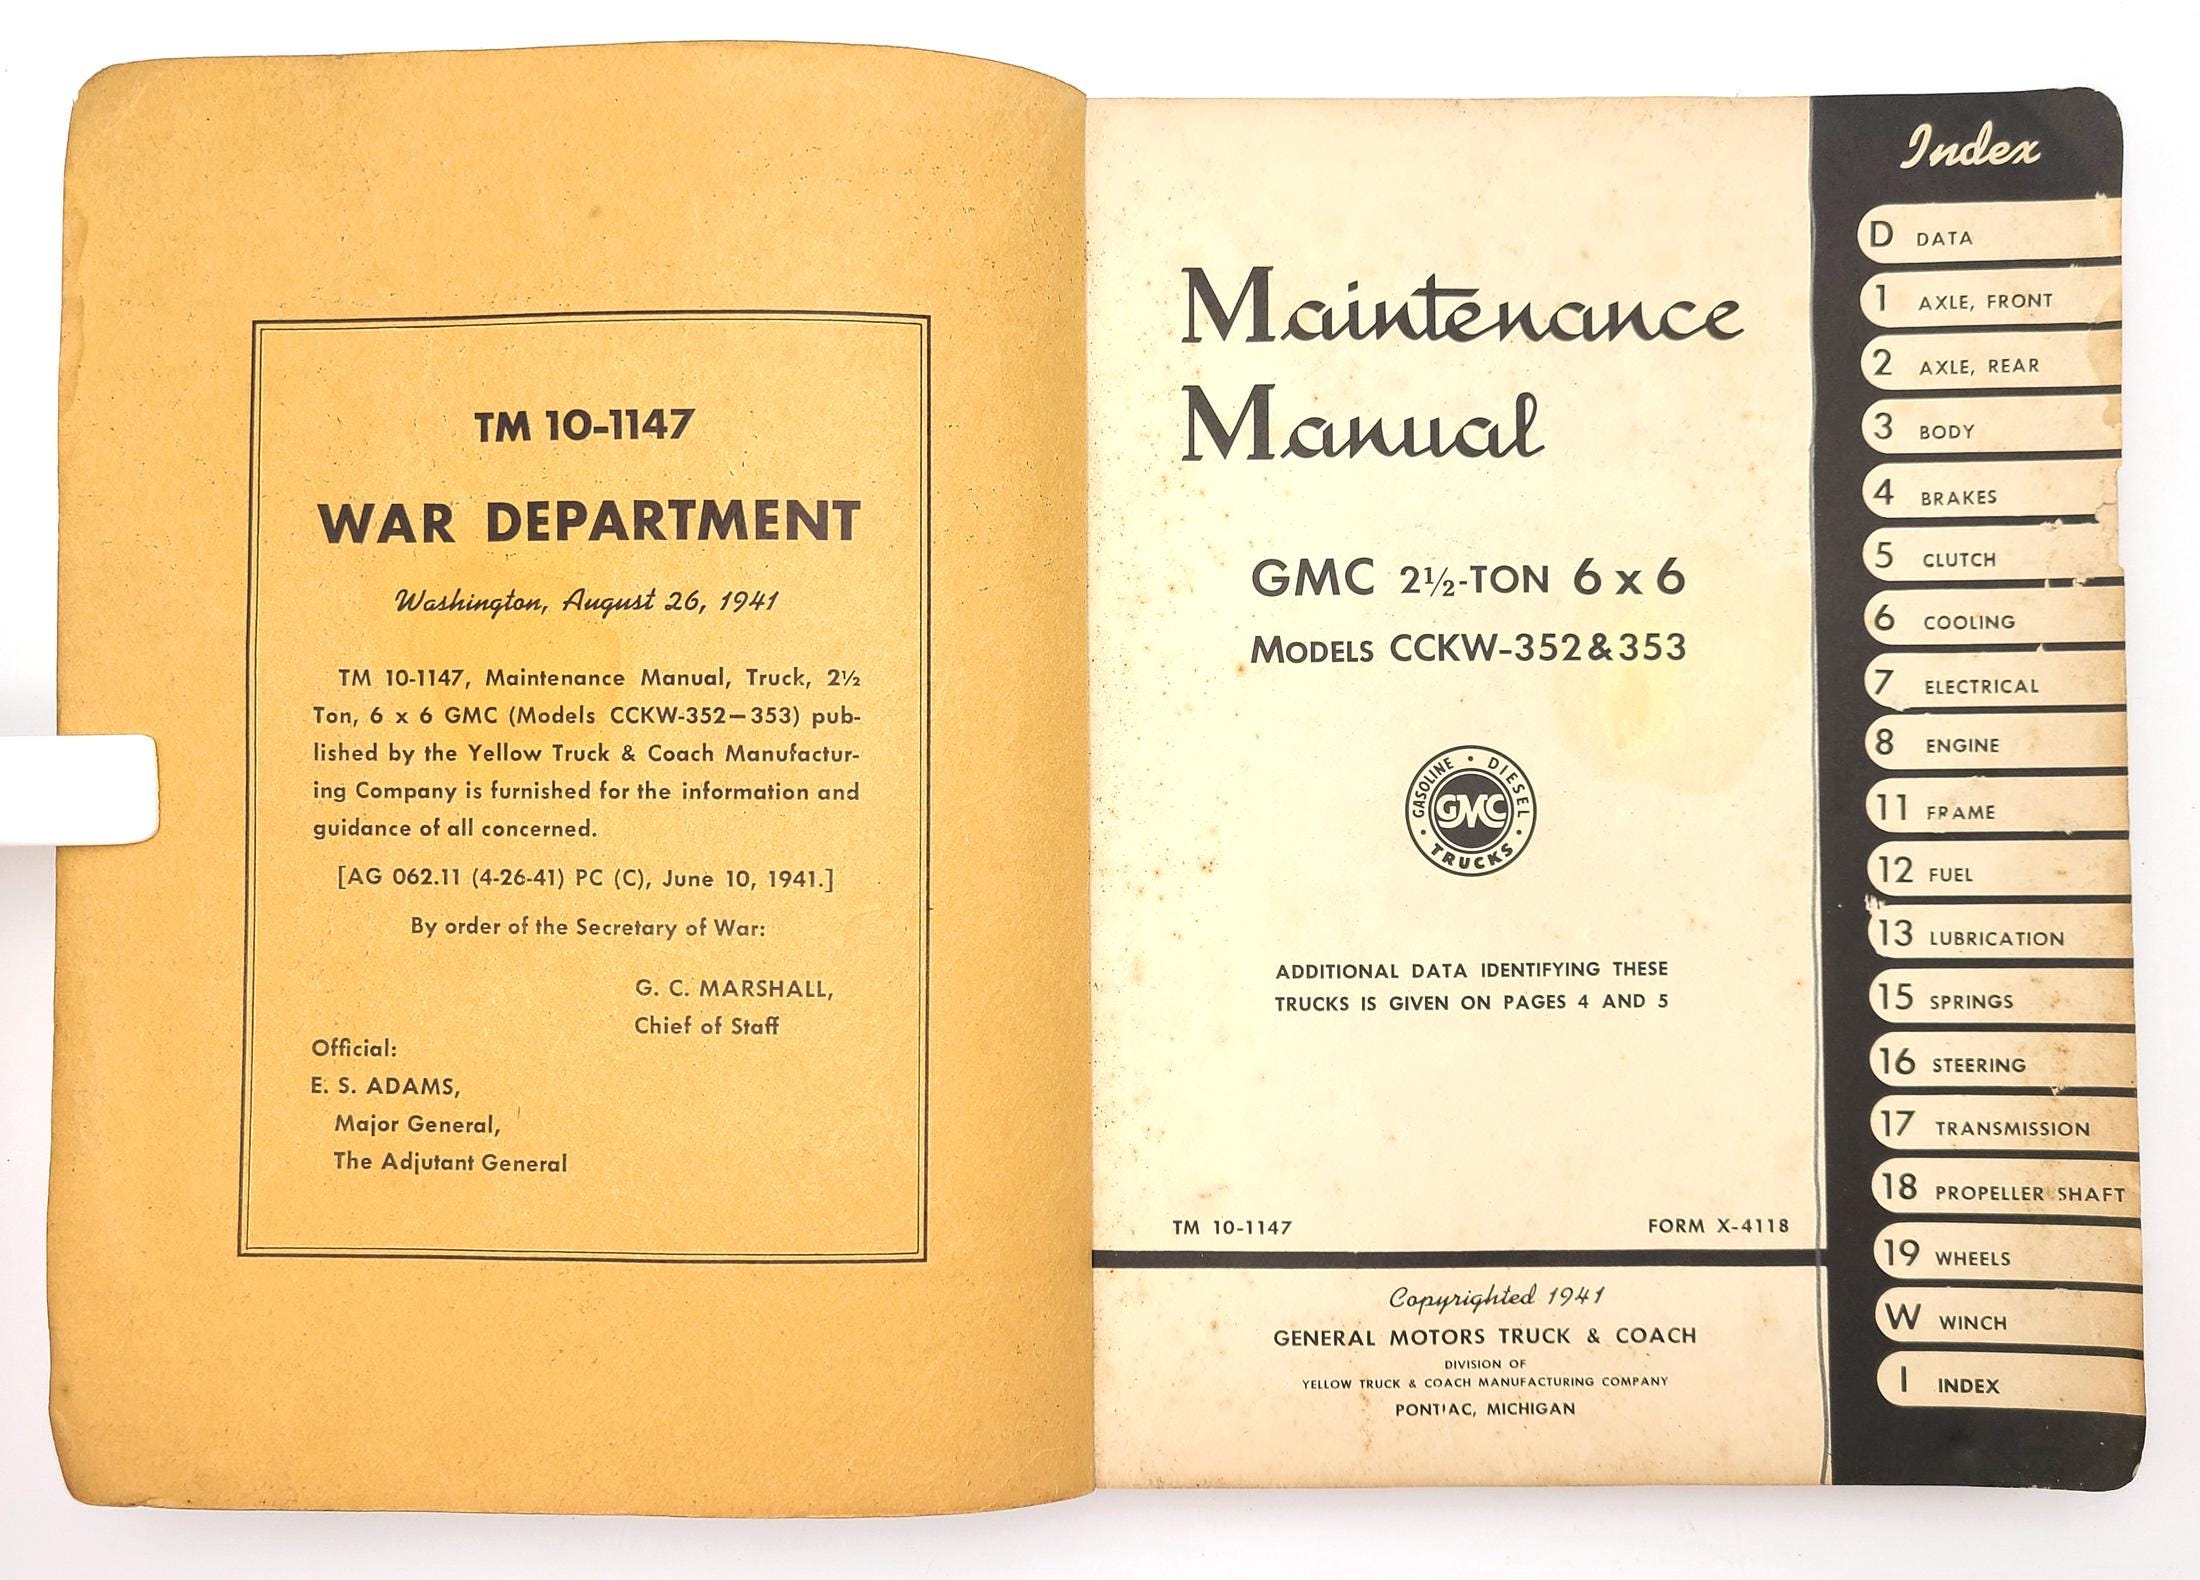 TM 10-1147
WAR DEPARTMENT
Washington, August 26, 1941
TM 10-1147, Maintenance Manual, Truck, 2½
Ton, 6 x 6 GMC (Models CCKW-352—353) pub-
lished by the Yellow Truck & Coach Manufactur-
ing Company is furnished for the information and
guidance of all concerned.
[AG 062.11 (4-26-41) PC (C), June 10, 1941.]
By order of the Secretary of War:
G. C. MARSHALL,
Chief of Staff
Official:
E. S. ADAMS,
Major General,
The Adjutant General
Maintenance
Manual
GMC 2½-TON 6 x 6
MODELS CCKW-352&353
GASOLINE • DIESEL
GMC
• TRUCKS •
ADDITIONAL DATA IDENTIFYING THESE
TRUCKS IS GIVEN ON PAGES 4 AND 5
TM 10-1147 FORM X-4118
Copyrighted 1941
GENERAL MOTORS TRUCK & COACH
DIVISION OF
YELLOW TRUCK & COACH MANUFACTURING COMPANY
PONTIAC, MICHIGAN
Index
D DATA
1 AXLE, FRONT
2 AXLE, REAR
3 BODY
4 BRAKES
5 CLUTCH
6 COOLING
7 ELECTRICAL
8 ENGINE
11 FRAME
12 FUEL
13 LUBRICATION
15 SPRINGS
16 STEERING
17 TRANSMISSION
18 PROPELLER SHAFT
19 WHEELS
W WINCH
I INDEX